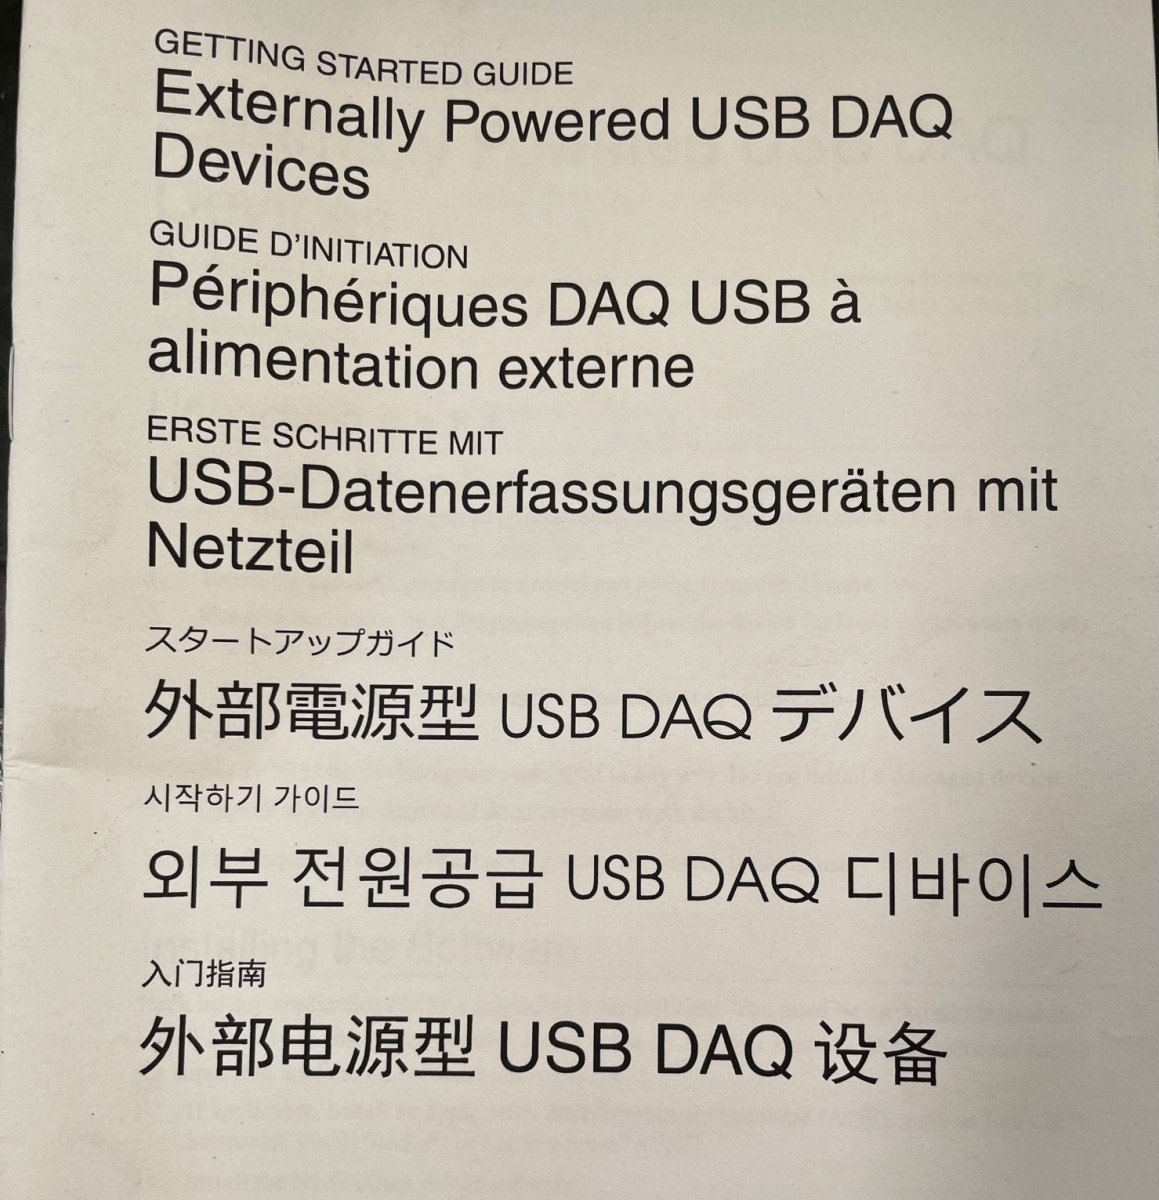 GETTING STARTED GUIDE
Externally Powered USB DAQ
Devices
GUIDE D'INITIATION
Périphériques DAQ USB à
alimentation externe
ERSTE SCHRITTE MIT
USB-Datenerfassungsgeräten mit
Netzteil
スタートアップガイド
外部電源型 USB DAQ デバイス
시작하기 가이드
외부 전원공급 USB DAQ 디바이스
入门指南
外部电源型 USB DAQ 设备